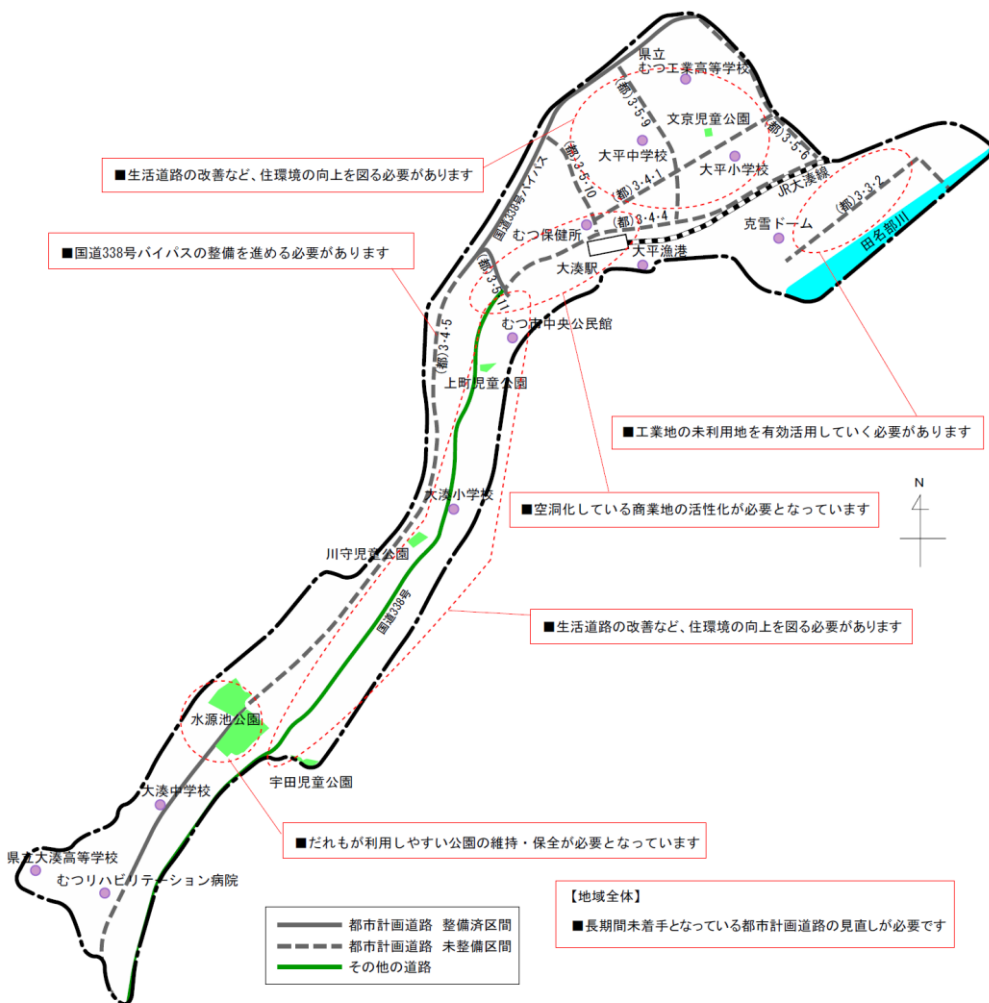 県立
むつ工業高等学校
(都)3・5・9
文京児童公園
大平中学校
(都)3・5・6
大平小学校
■生活道路の改善など、住環境の向上を図る必要があります
(都)3・5・10
(都)3・4・1
JR大湊線
(都)3・3・2
国道338号バイパス
(都)3・4・4
むつ保健所
克雪ドーム
田名部川
■国道338号バイパスの整備を進める必要があります
大湊駅
大平漁港
(都)3・5・11
むつ市中央公民館
(都)3・4・5
上町児童公園
■工業地の未利用地を有効活用していく必要があります
N
大湊小学校
■空洞化している商業地の活性化が必要となっています
川守児童公園
国道338号
■生活道路の改善など、住環境の向上を図る必要があります
水源池公園
宇田児童公園
大湊中学校
■だれもが利用しやすい公園の維持・保全が必要となっています
県立大湊高等学校
むつリハビリテーション病院
【地域全体】
■長期間未着手となっている都市計画道路の見直しが必要です
都市計画道路 整備済区間
都市計画道路 未整備区間
その他の道路